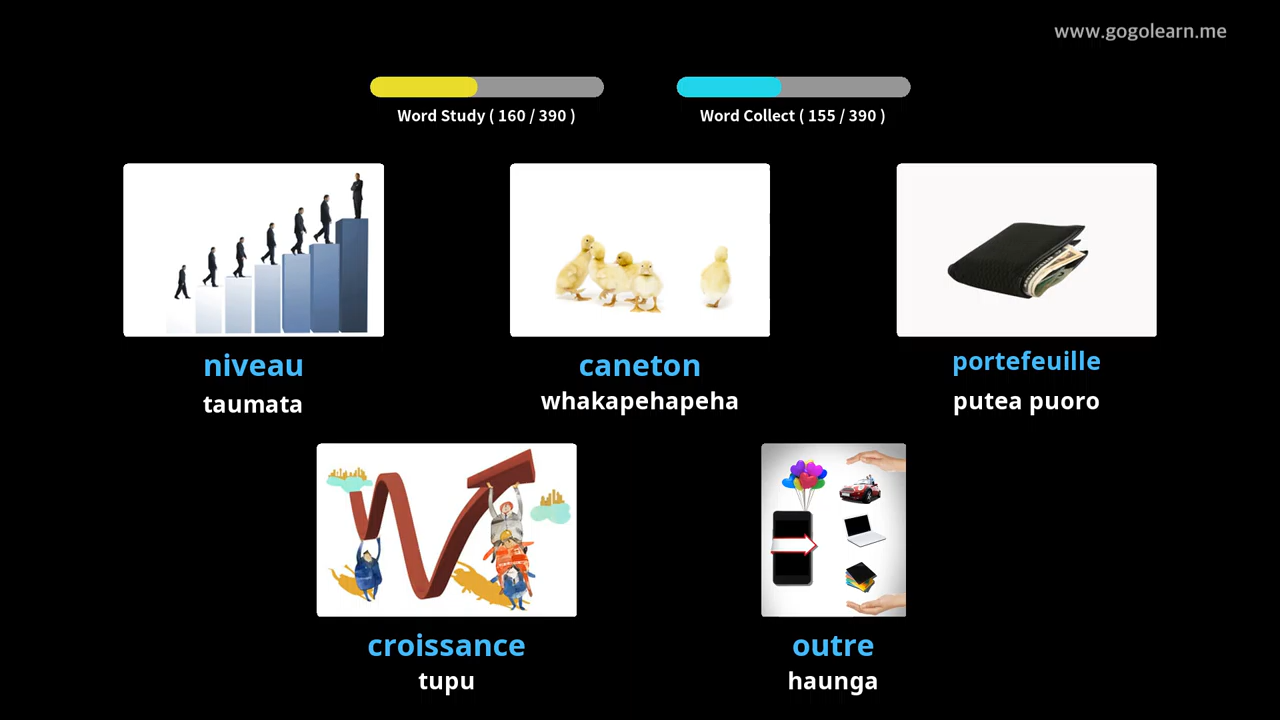 www.gogolearn.me
Word Study ( 160 / 390 )
Word Collect ( 155 / 390 )
niveau
taumata
caneton
whakapehapeha
portefeuille
putea puoro
croissance
tupu
outre
haunga